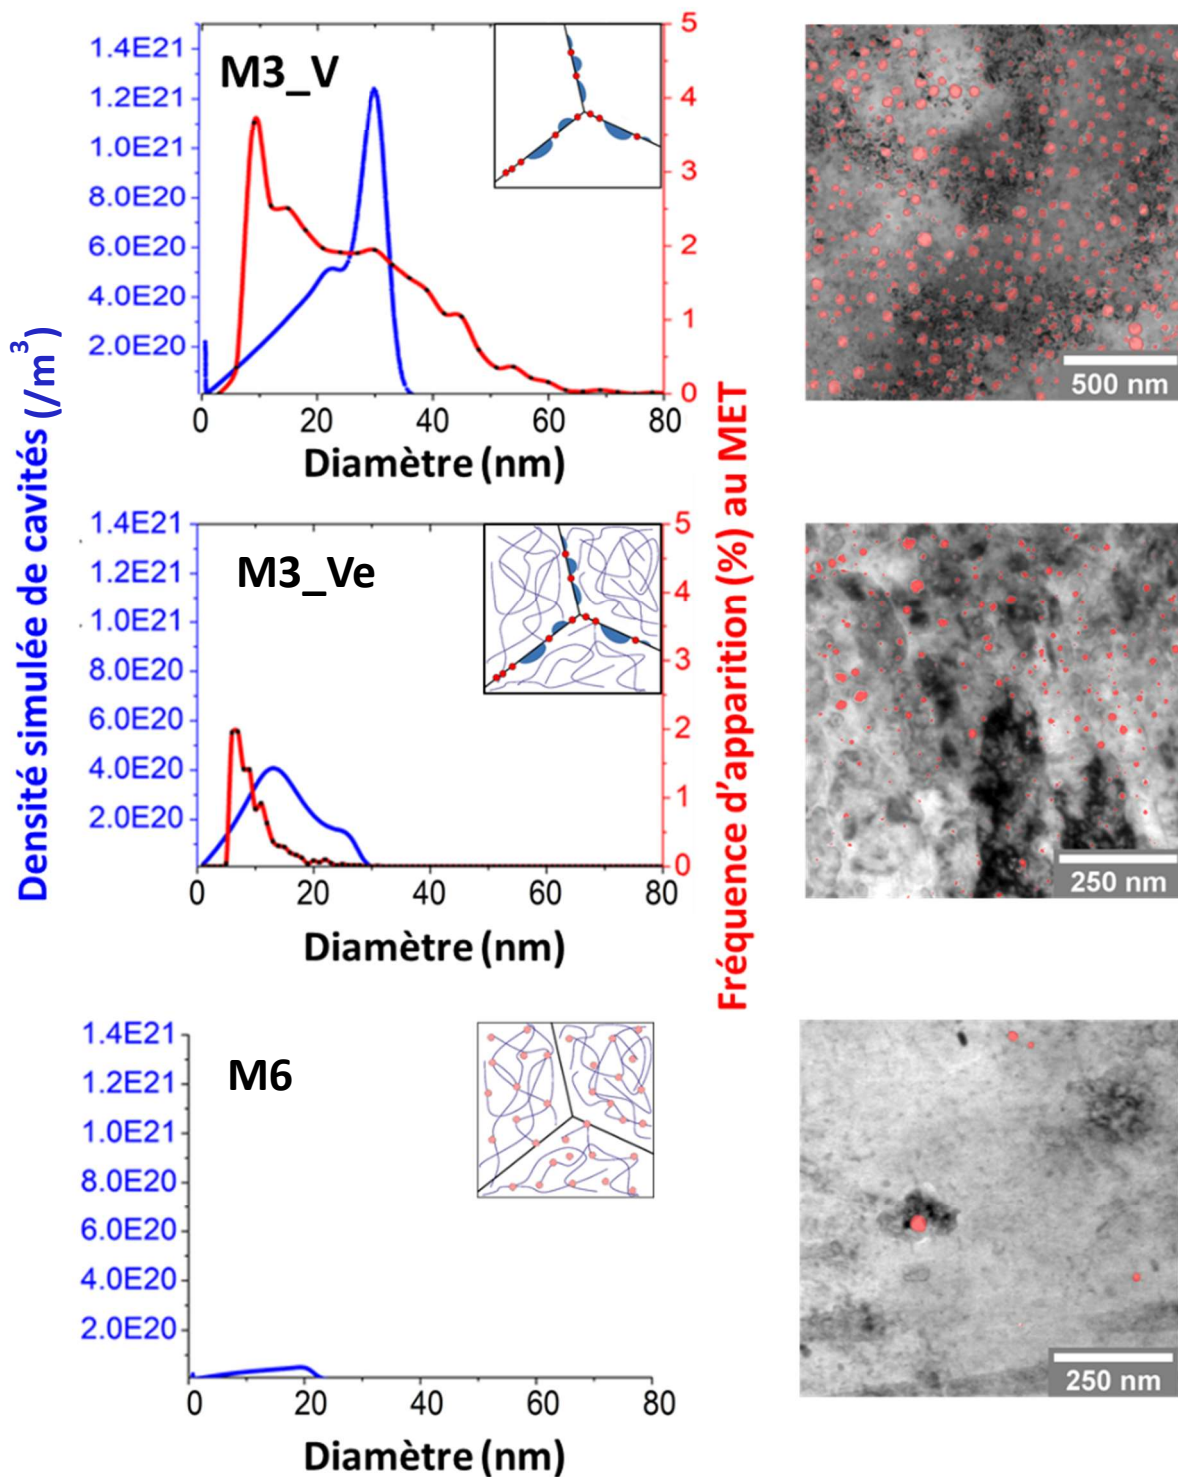 Densité simulée de cavités (/m³)
Fréquence d'apparition (%) au MET
M3_V
1.4E21
1.2E21
1.0E21
8.0E20
6.0E20
4.0E20
2.0E20
5
4
3
2
1
0
0 20 40 60 80
Diamètre (nm)
500 nm
M3_Ve
1.4E21
1.2E21
1.0E21
8.0E20
6.0E20
4.0E20
2.0E20
5
4
3
2
1
0
0 20 40 60 80
Diamètre (nm)
250 nm
M6
1.4E21
1.2E21
1.0E21
8.0E20
6.0E20
4.0E20
2.0E20
0 20 40 60 80
Diamètre (nm)
250 nm